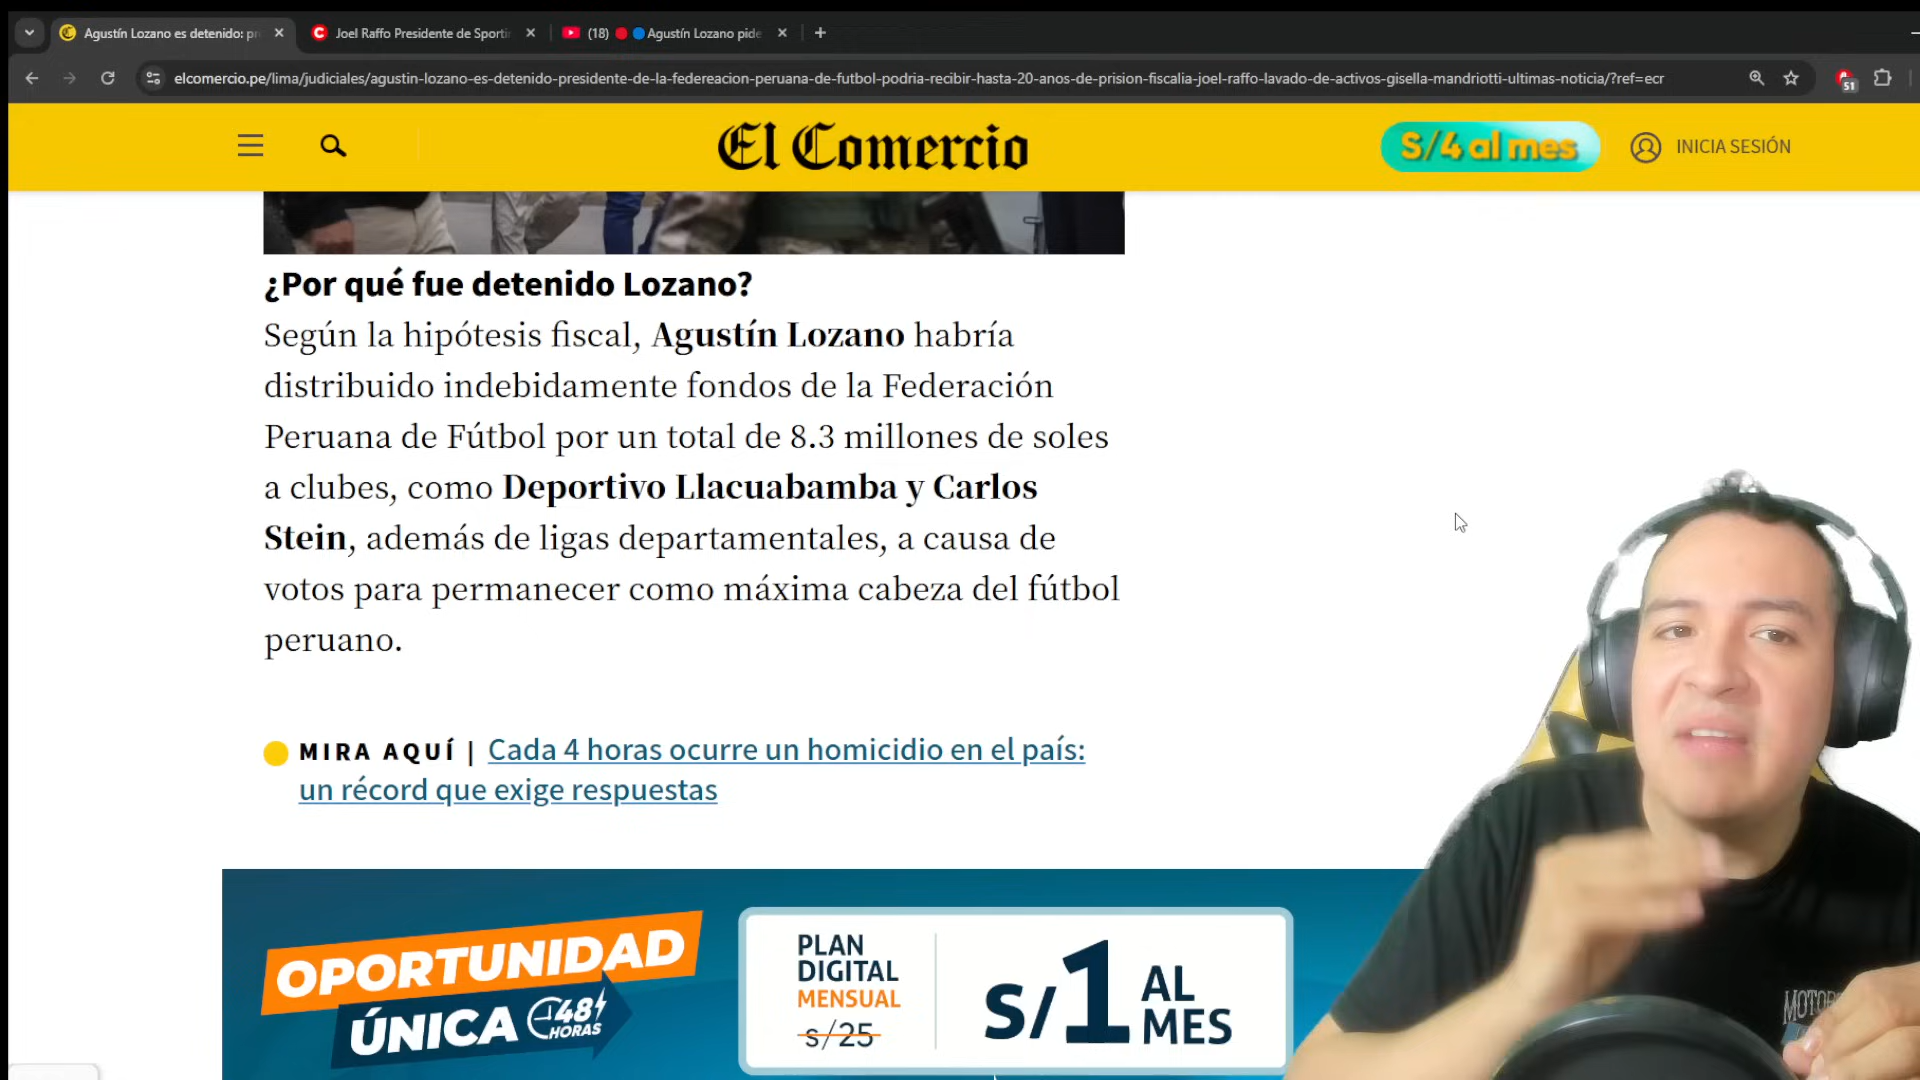 Agustín Lozano es detenido: pr
Joel Raffo Presidente de Sporti
(18)
Agustín Lozano pide
elcomercio.pe/lima/judiciales/agustin-lozano-es-detenido-presidente-de-la-federeacion-peruana-de-futbol-podria-recibir-hasta-20-anos-de-prision-fiscalia-joel-raffo-lavado-de-activos-gisella-mandriotti-ultimas-noticia/?ref=ecr
51
El Comercio
S/4 al mes
INICIA SESIÓN
¿Por qué fue detenido Lozano?
Según la hipótesis fiscal, Agustín Lozano habría
distribuido indebidamente fondos de la Federación
Peruana de Fútbol por un total de 8.3 millones de soles
a clubes, como Deportivo Llacuabamba y Carlos
Stein, además de ligas departamentales, a causa de
votos para permanecer como máxima cabeza del fútbol
peruano.
MIRA AQUÍ | Cada 4 horas ocurre un homicidio en el país:
un récord que exige respuestas
OPORTUNIDAD
ÚNICA 48 HORAS
PLAN
DIGITAL
MENSUAL
s/25
S/1 AL
MES